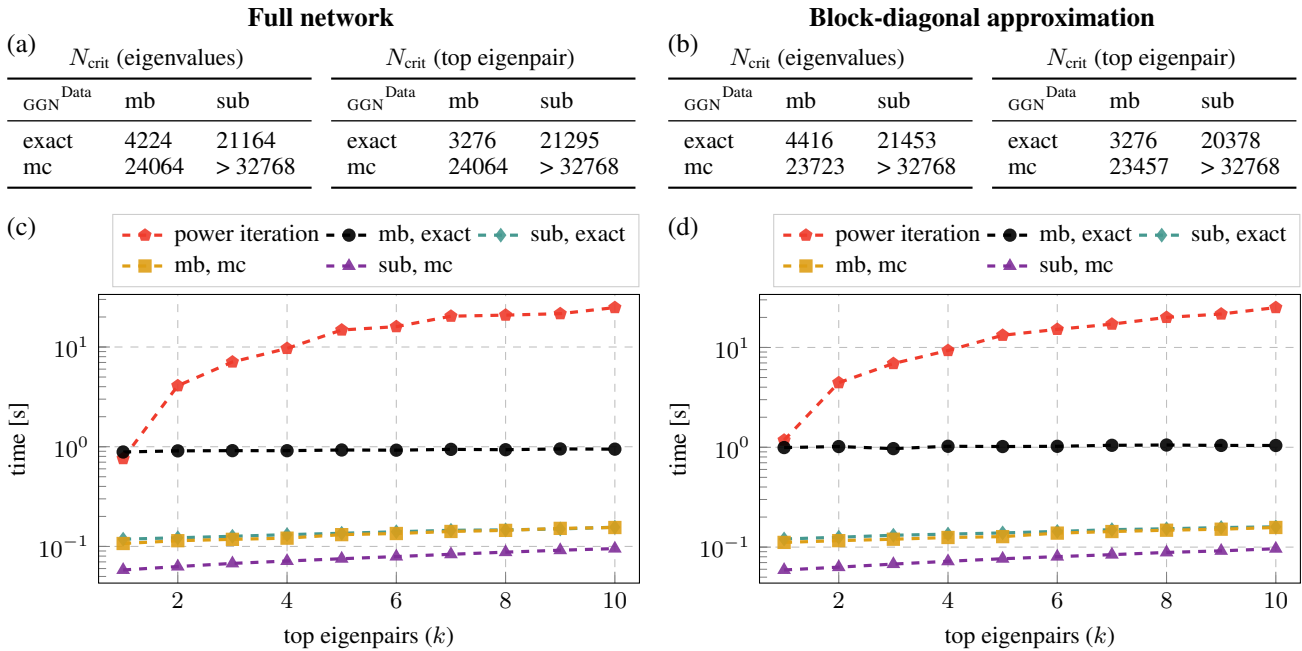 Full network
Block-diagonal approximation
(a)
N_crit (eigenvalues)
GGN^Data mb sub
exact 4224 21164
mc 24064 > 32768
N_crit (top eigenpair)
GGN^Data mb sub
exact 3276 21295
mc 24064 > 32768
(b)
N_crit (eigenvalues)
GGN^Data mb sub
exact 4416 21453
mc 23723 > 32768
N_crit (top eigenpair)
GGN^Data mb sub
exact 3276 20378
mc 23457 > 32768
(c)
power iteration mb, exact sub, exact
mb, mc sub, mc
time [s]
10^1
10^0
10^−1
2 4 6 8 10
top eigenpairs (k)
(d)
power iteration mb, exact sub, exact
mb, mc sub, mc
time [s]
10^1
10^0
10^−1
2 4 6 8 10
top eigenpairs (k)